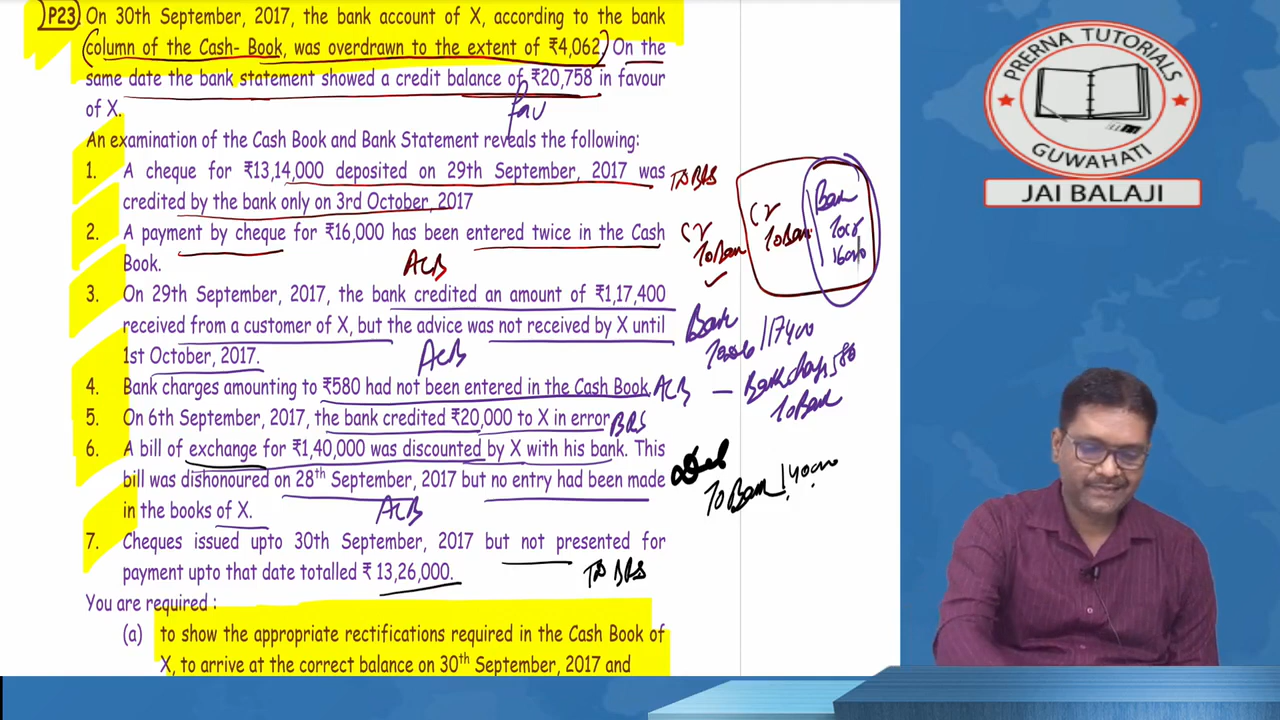 P23. On 30th September, 2017, the bank account of X, according to the bank
column of the Cash- Book, was overdrawn to the extent of ₹4,062. On the
same date the bank statement showed a credit balance of ₹20,758 in favour
of X.
fav
An examination of the Cash Book and Bank Statement reveals the following:
1. A cheque for ₹13,14,000 deposited on 29th September, 2017 was
credited by the bank only on 3rd October, 2017
2. A payment by cheque for ₹16,000 has been entered twice in the Cash
Book.
ACB
Cr
To Bank
Cr
To Bank
Bank
To cr
16000
3. On 29th September, 2017, the bank credited an amount of ₹1,17,400
received from a customer of X, but the advice was not received by X until
1st October, 2017.
ACB
Bank
117400
4. Bank charges amounting to ₹580 had not been entered in the Cash Book.
ACB – Bank charges 580
To Bank
5. On 6th September, 2017, the bank credited ₹20,000 to X in error
BRS
6. A bill of exchange for ₹1,40,000 was discounted by X with his bank. This
bill was dishonoured on 28th September, 2017 but no entry had been made
in the books of X.
ACB
To Bank 140000
7. Cheques issued upto 30th September, 2017 but not presented for
payment upto that date totalled ₹ 13,26,000.
BRS
You are required :
(a) to show the appropriate rectifications required in the Cash Book of
X, to arrive at the correct balance on 30th September, 2017 and
PRERNA TUTORIALS
GUWAHATI
JAI BALAJI